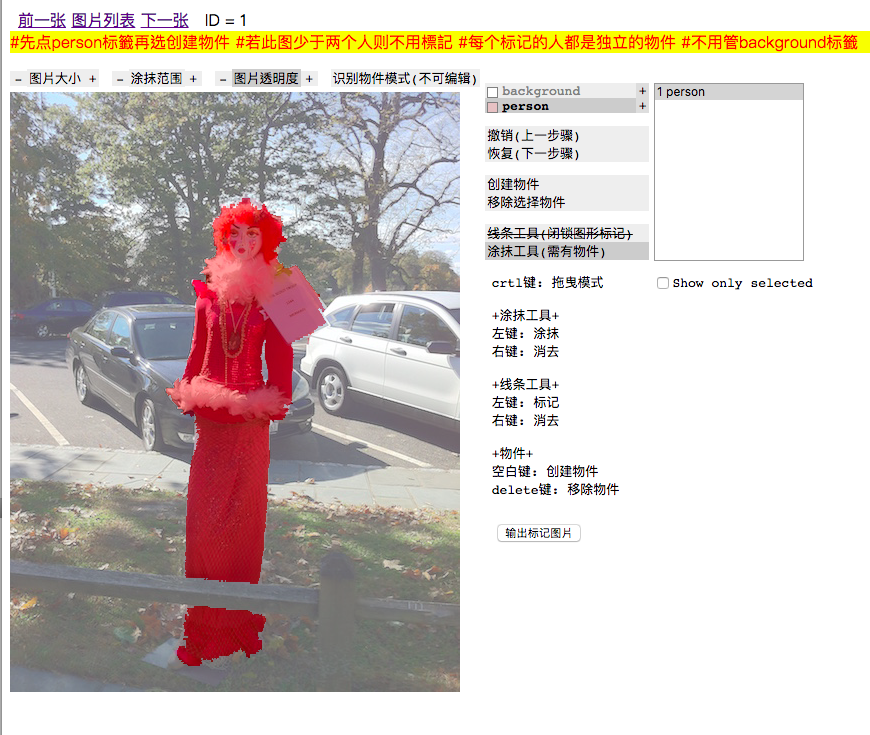 前一张 图片列表 下一张 ID = 1
#先点person标籤再选创建物件 #若此图少于两个人则不用標記 #每个标记的人都是独立的物件 #不用管background标籤
- 图片大小 + - 涂抹范围 + - 图片透明度 + 识别物件模式(不可编辑)
background +
person +
1 person
撤销(上一步骤)
恢复(下一步骤)
创建物件
移除选择物件
线条工具(闭锁图形标记)
涂抹工具(需有物件)
crtl键: 拖曳模式
Show only selected
+涂抹工具+
左键: 涂抹
右键: 消去
+线条工具+
左键: 标记
右键: 消去
+物件+
空白键: 创建物件
delete键: 移除物件
输出标记图片